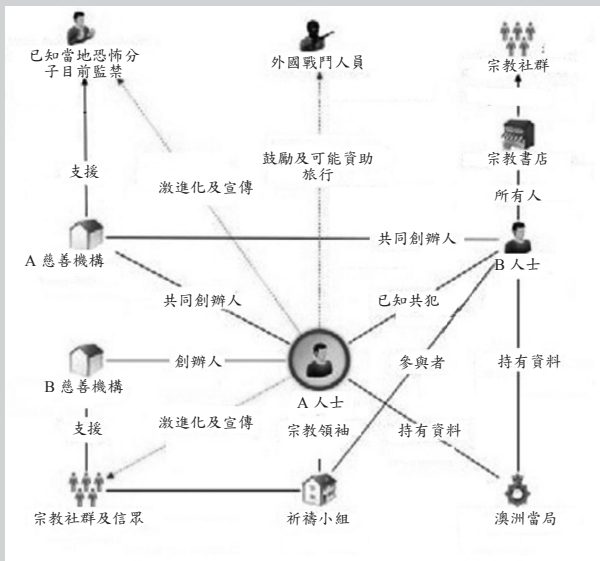 已知當地恐怖分
子目前監禁
外國戰鬥人員
宗教社群
宗教書店
支援
激進化及宣傳
鼓勵及可能資助
旅行
所有人
A 慈善機構
共同創辦人
B 人士
共同創辦人
已知共犯
創辦人
參與者
持有資料
B 慈善機構
A 人士
支援
激進化及宣傳
宗教領袖
持有資料
宗教社群及信眾
祈禱小組
澳洲當局